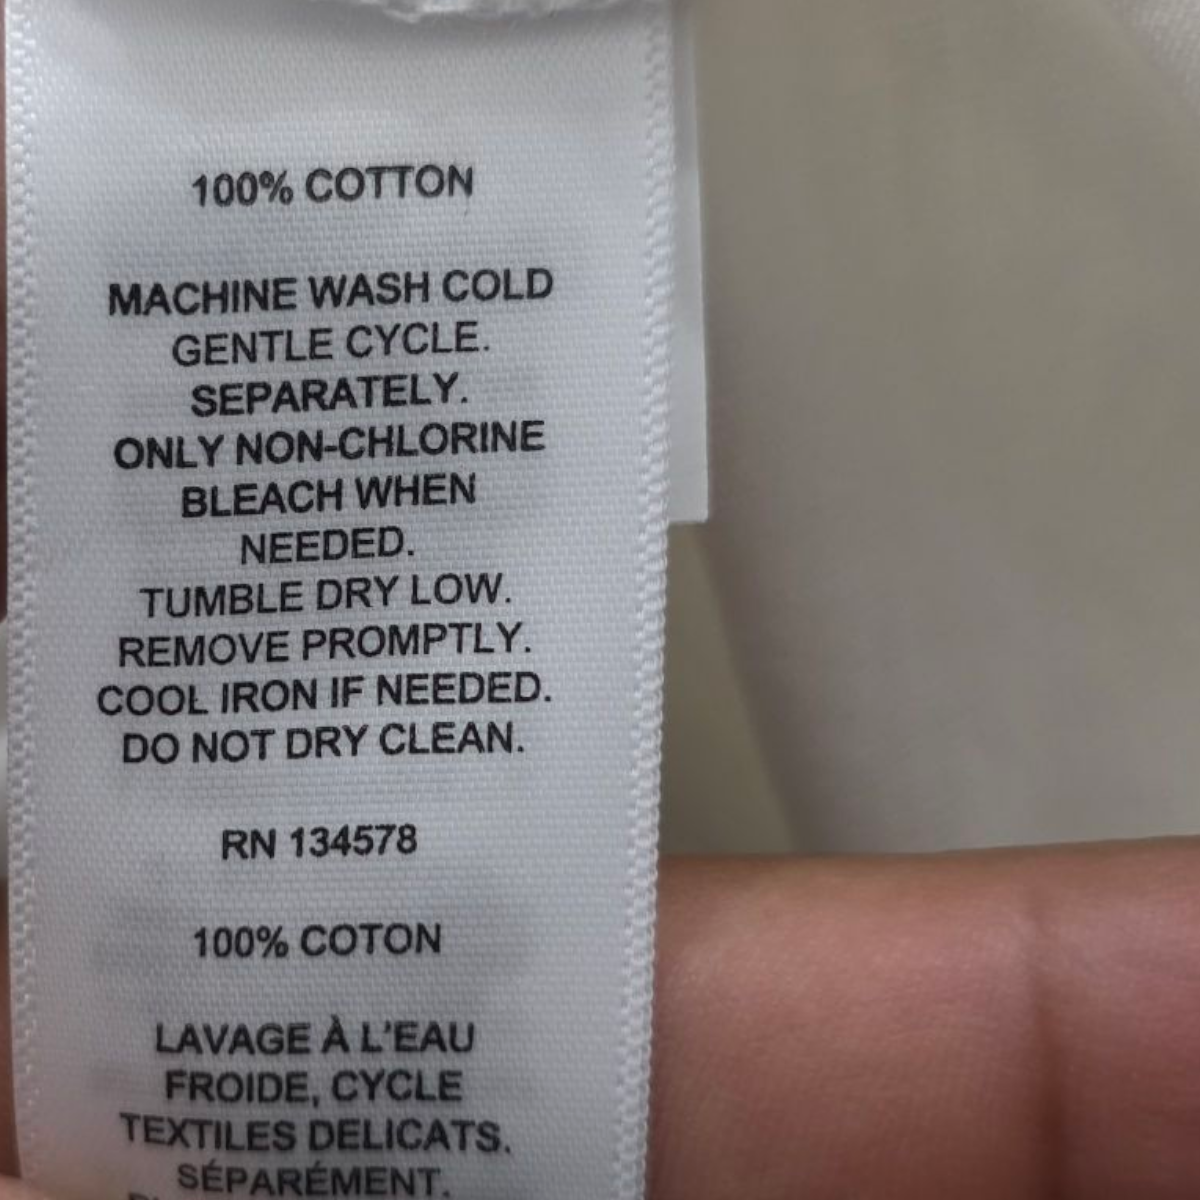 100% COTTON
MACHINE WASH COLD
GENTLE CYCLE.
SEPARATELY.
ONLY NON-CHLORINE
BLEACH WHEN
NEEDED.
TUMBLE DRY LOW.
REMOVE PROMPTLY.
COOL IRON IF NEEDED.
DO NOT DRY CLEAN.
RN 134578
100% COTON
LAVAGE À L'EAU
FROIDE, CYCLE
TEXTILES DELICATS.
SÉPARÉMENT.